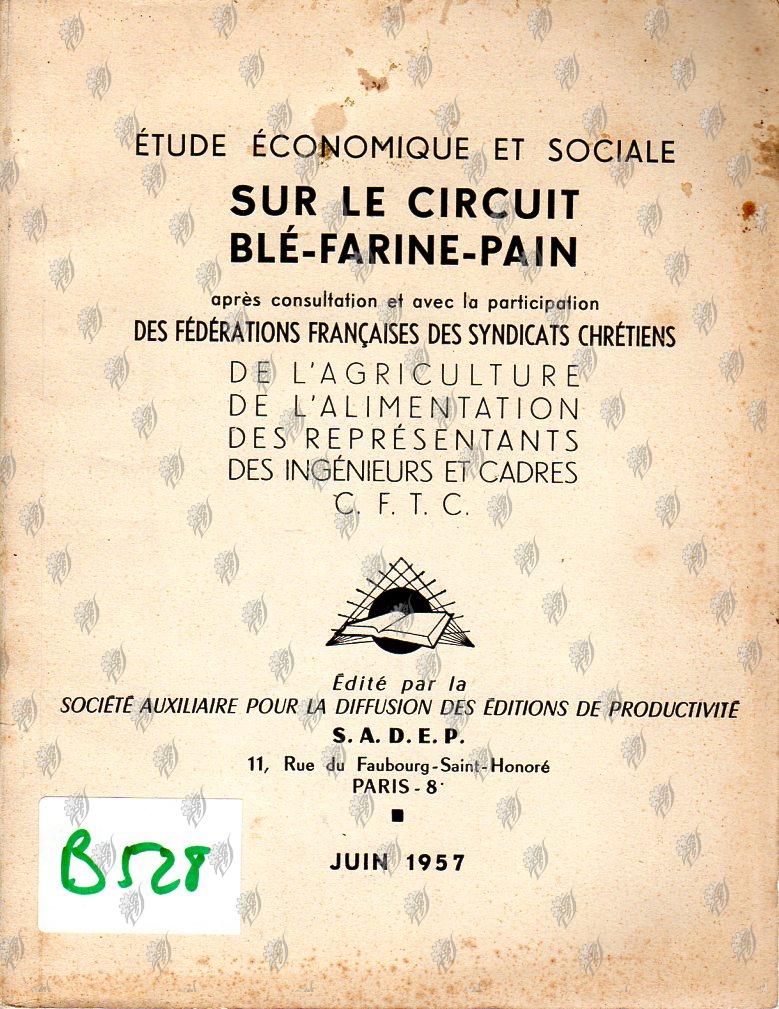 ÉTUDE ÉCONOMIQUE ET SOCIALE
SUR LE CIRCUIT
BLÉ-FARINE-PAIN
après consultation et avec la participation
DES FÉDÉRATIONS FRANÇAISES DES SYNDICATS CHRÉTIENS
DE L'AGRICULTURE
DE L'ALIMENTATION
DES REPRÉSENTANTS
DES INGÉNIEURS ET CADRES
C. F. T. C.
Édité par la
SOCIÉTÉ AUXILIAIRE POUR LA DIFFUSION DES ÉDITIONS DE PRODUCTIVITÉ
S. A. D. E. P.
11, Rue du Faubourg-Saint-Honoré
PARIS - 8
JUIN 1957
B 528